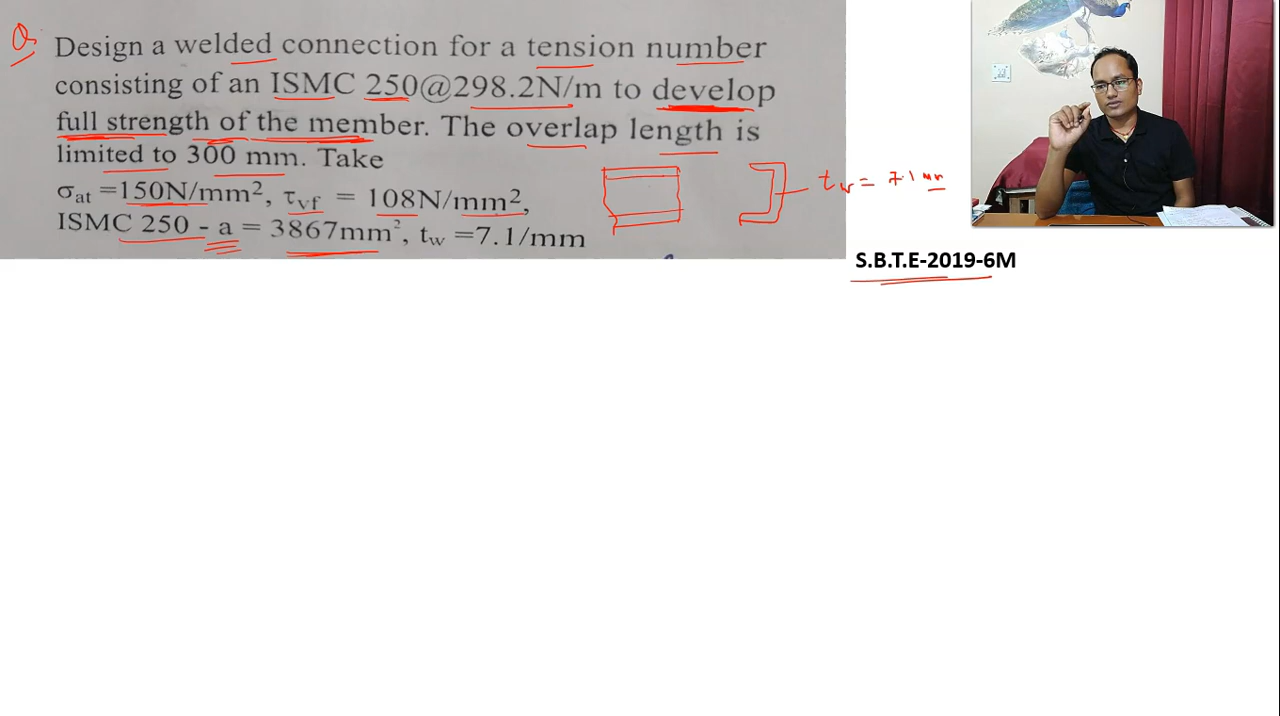 Q.
Design a welded connection for a tension number
consisting of an ISMC 250@298.2N/m to develop
full strength of the member. The overlap length is
limited to 300 mm. Take
σat =150N/mm², τvf = 108N/mm²,
ISMC 250 - a = 3867mm², tw =7.1/mm
tw = 7.1 mm
S.B.T.E-2019-6M